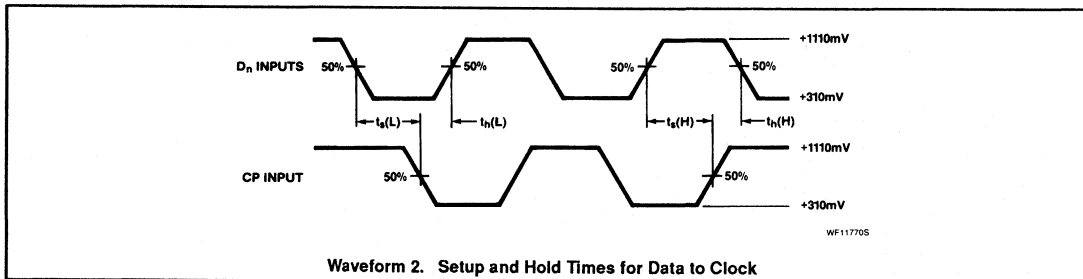 +1110mV
Dn INPUTS 50% 50% 50% 50%
+310mV
ts(L) th(L) ts(H) th(H)
+1110mV
CP INPUT 50% 50%
+310mV
WF11770S
Waveform 2. Setup and Hold Times for Data to Clock